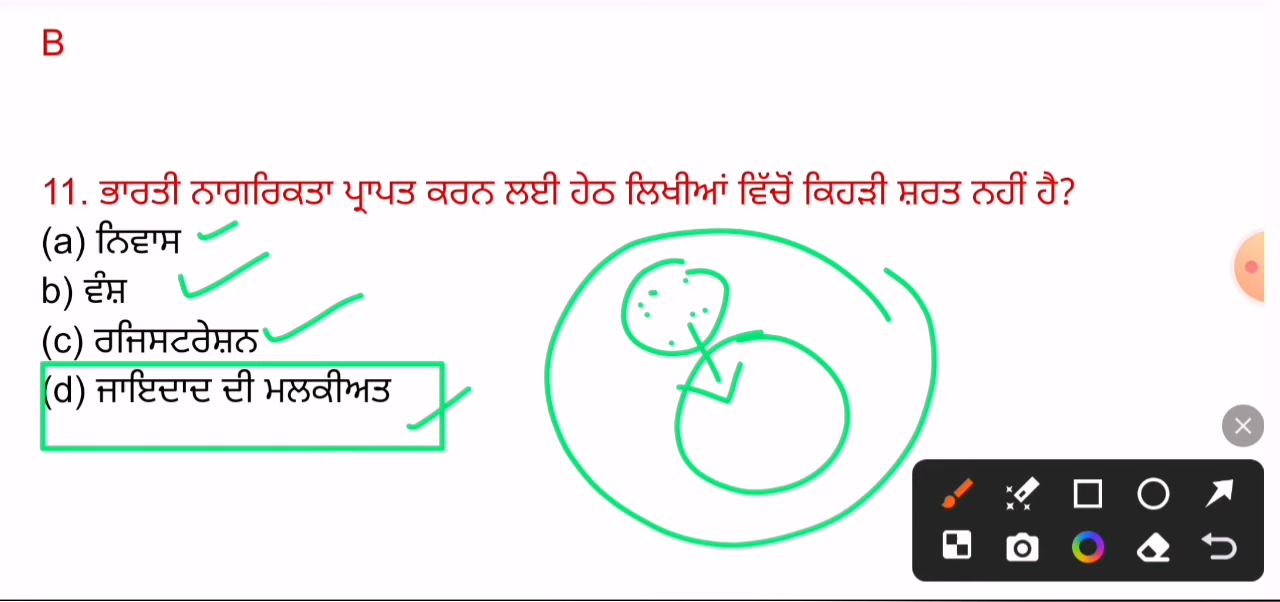 B
11. ਭਾਰਤੀ ਨਾਗਰਿਕਤਾ ਪ੍ਰਾਪਤ ਕਰਨ ਲਈ ਹੇਠ ਲਿਖੀਆਂ ਵਿੱਚੋਂ ਕਿਹੜੀ ਸ਼ਰਤ ਨਹੀਂ ਹੈ?
(a) ਨਿਵਾਸ
b) ਵੰਸ਼
(c) ਰਜਿਸਟਰੇਸ਼ਨ
(d) ਜਾਇਦਾਦ ਦੀ ਮਲਕੀਅਤ